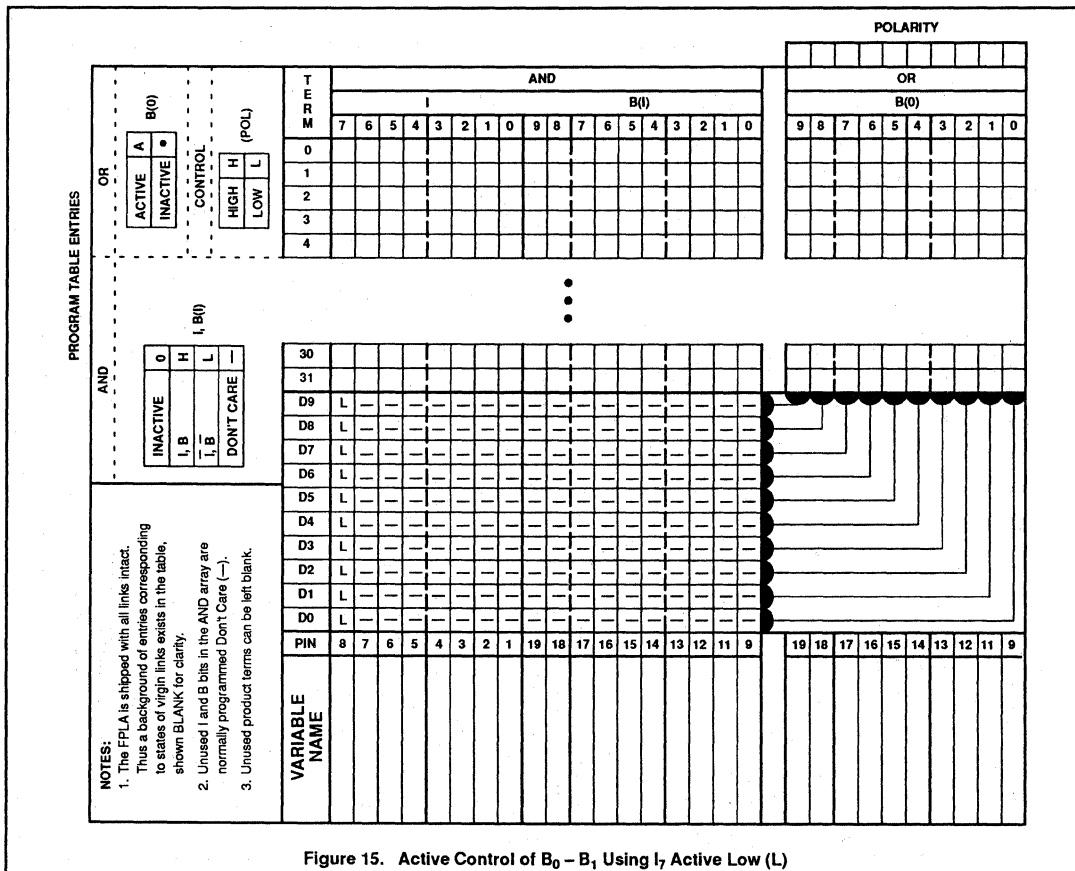 POLARITY
PROGRAM TABLE ENTRIES
AND
OR
INACTIVE 0
I, B H
I, B L
DON'T CARE —
I, B(I)
ACTIVE A
INACTIVE •
B(0)
CONTROL
HIGH H
LOW L
(POL)
NOTES:
1. The FPLA is shipped with all links intact.
Thus a background of entries corresponding
to states of virgin links exists in the table,
shown BLANK for clarity.
2. Unused I and B bits in the AND array are
normally programmed Don't Care (—).
3. Unused product terms can be left blank.
TERM
AND
OR
I B(I) B(0)
7 6 5 4 3 2 1 0 9 8 7 6 5 4 3 2 1 0 9 8 7 6 5 4 3 2 1 0
0
1
2
3
4
30
31
D9 L — — — — — — — — — — — — — — — — —
D8 L — — — — — — — — — — — — — — — — —
D7 L — — — — — — — — — — — — — — — — —
D6 L — — — — — — — — — — — — — — — — —
D5 L — — — — — — — — — — — — — — — — —
D4 L — — — — — — — — — — — — — — — — —
D3 L — — — — — — — — — — — — — — — — —
D2 L — — — — — — — — — — — — — — — — —
D1 L — — — — — — — — — — — — — — — — —
D0 L — — — — — — — — — — — — — — — — —
PIN 8 7 6 5 4 3 2 1 19 18 17 16 15 14 13 12 11 9 19 18 17 16 15 14 13 12 11 9
VARIABLE
NAME
Figure 15. Active Control of B₀ – B₁ Using I₇ Active Low (L)